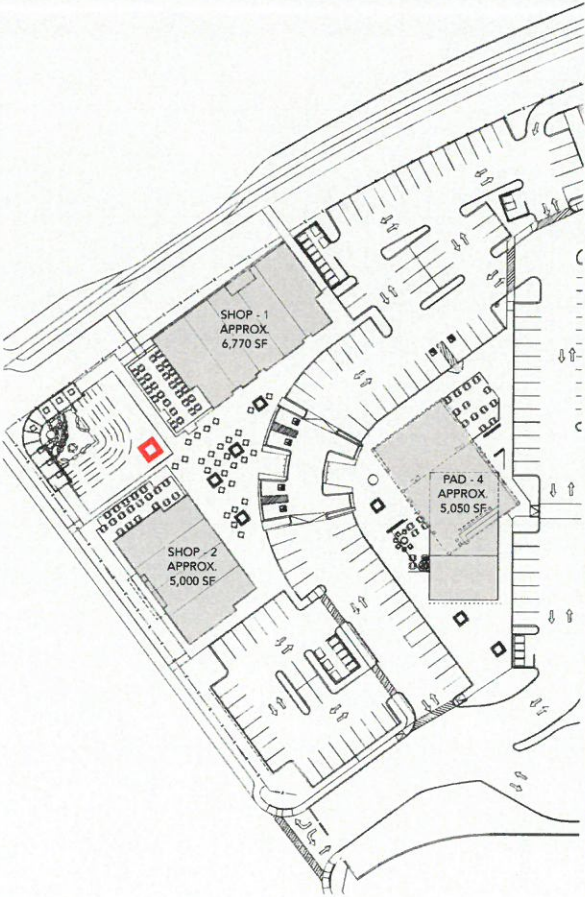 SHOP - 1
APPROX.
6,770 SF
PAD - 4
APPROX.
5,050 SF
SHOP - 2
APPROX.
5,000 SF